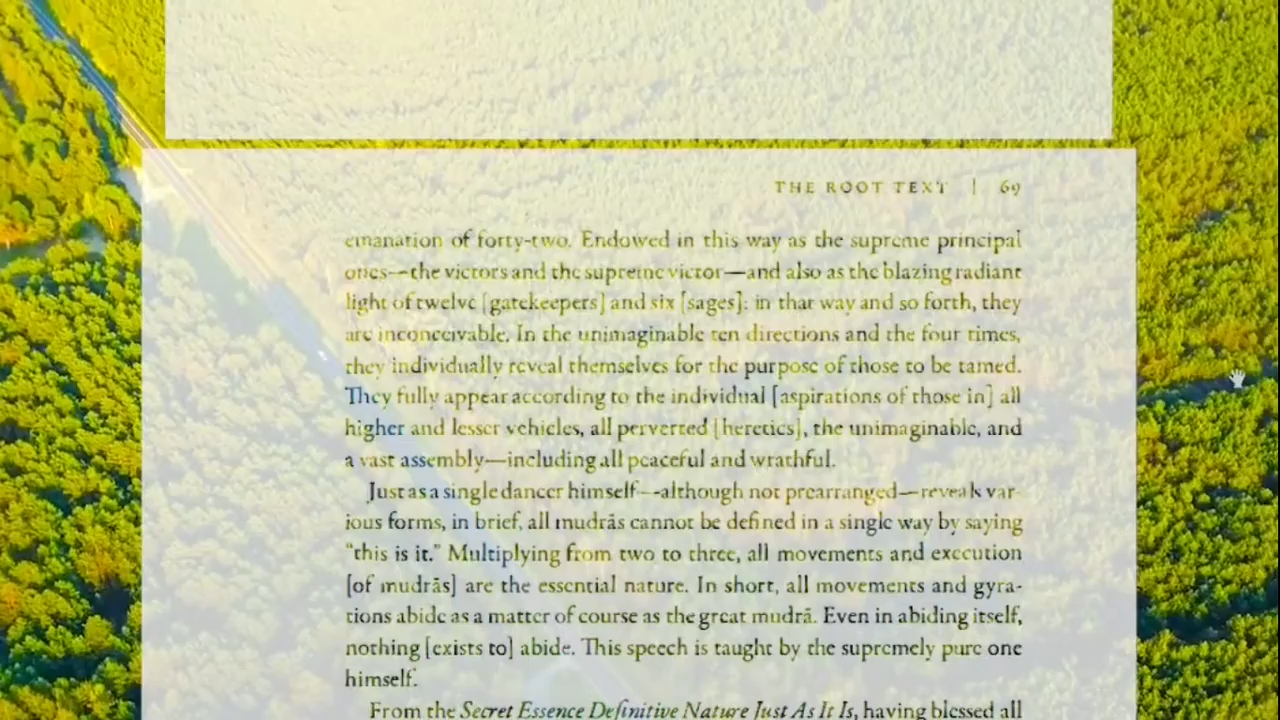 THE ROOT TEXT | 69
emanation of forty-two. Endowed in this way as the supreme principal
ones—the victors and the supreme victor—and also as the blazing radiant
light of twelve [gatekeepers] and six [sages]: in that way and so forth, they
are inconceivable. In the unimaginable ten directions and the four times,
they individually reveal themselves for the purpose of those to be tamed.
They fully appear according to the individual [aspirations of those in] all
higher and lesser vehicles, all perverted [heretics], the unimaginable, and
a vast assembly—including all peaceful and wrathful.
Just as a single dancer himself—although not prearranged—reveals var-
ious forms, in brief, all mudrās cannot be defined in a single way by saying
"this is it." Multiplying from two to three, all movements and execution
[of mudrās] are the essential nature. In short, all movements and gyra-
tions abide as a matter of course as the great mudrā. Even in abiding itself,
nothing [exists to] abide. This speech is taught by the supremely pure one
himself.
From the Secret Essence Definitive Nature Just As It Is, having blessed all